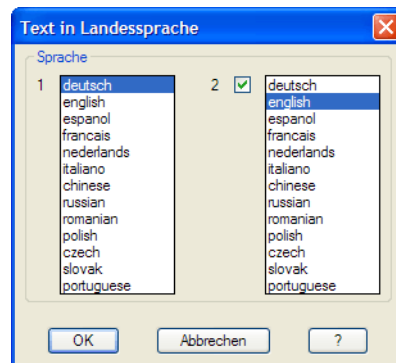 Text in Landessprache
Sprache
1 deutsch
english
espanol
francais
nederlands
italiano
chinese
russian
romanian
polish
czech
slovak
portuguese
2 deutsch
english
espanol
francais
nederlands
italiano
chinese
russian
romanian
polish
czech
slovak
portuguese
OK Abbrechen ?